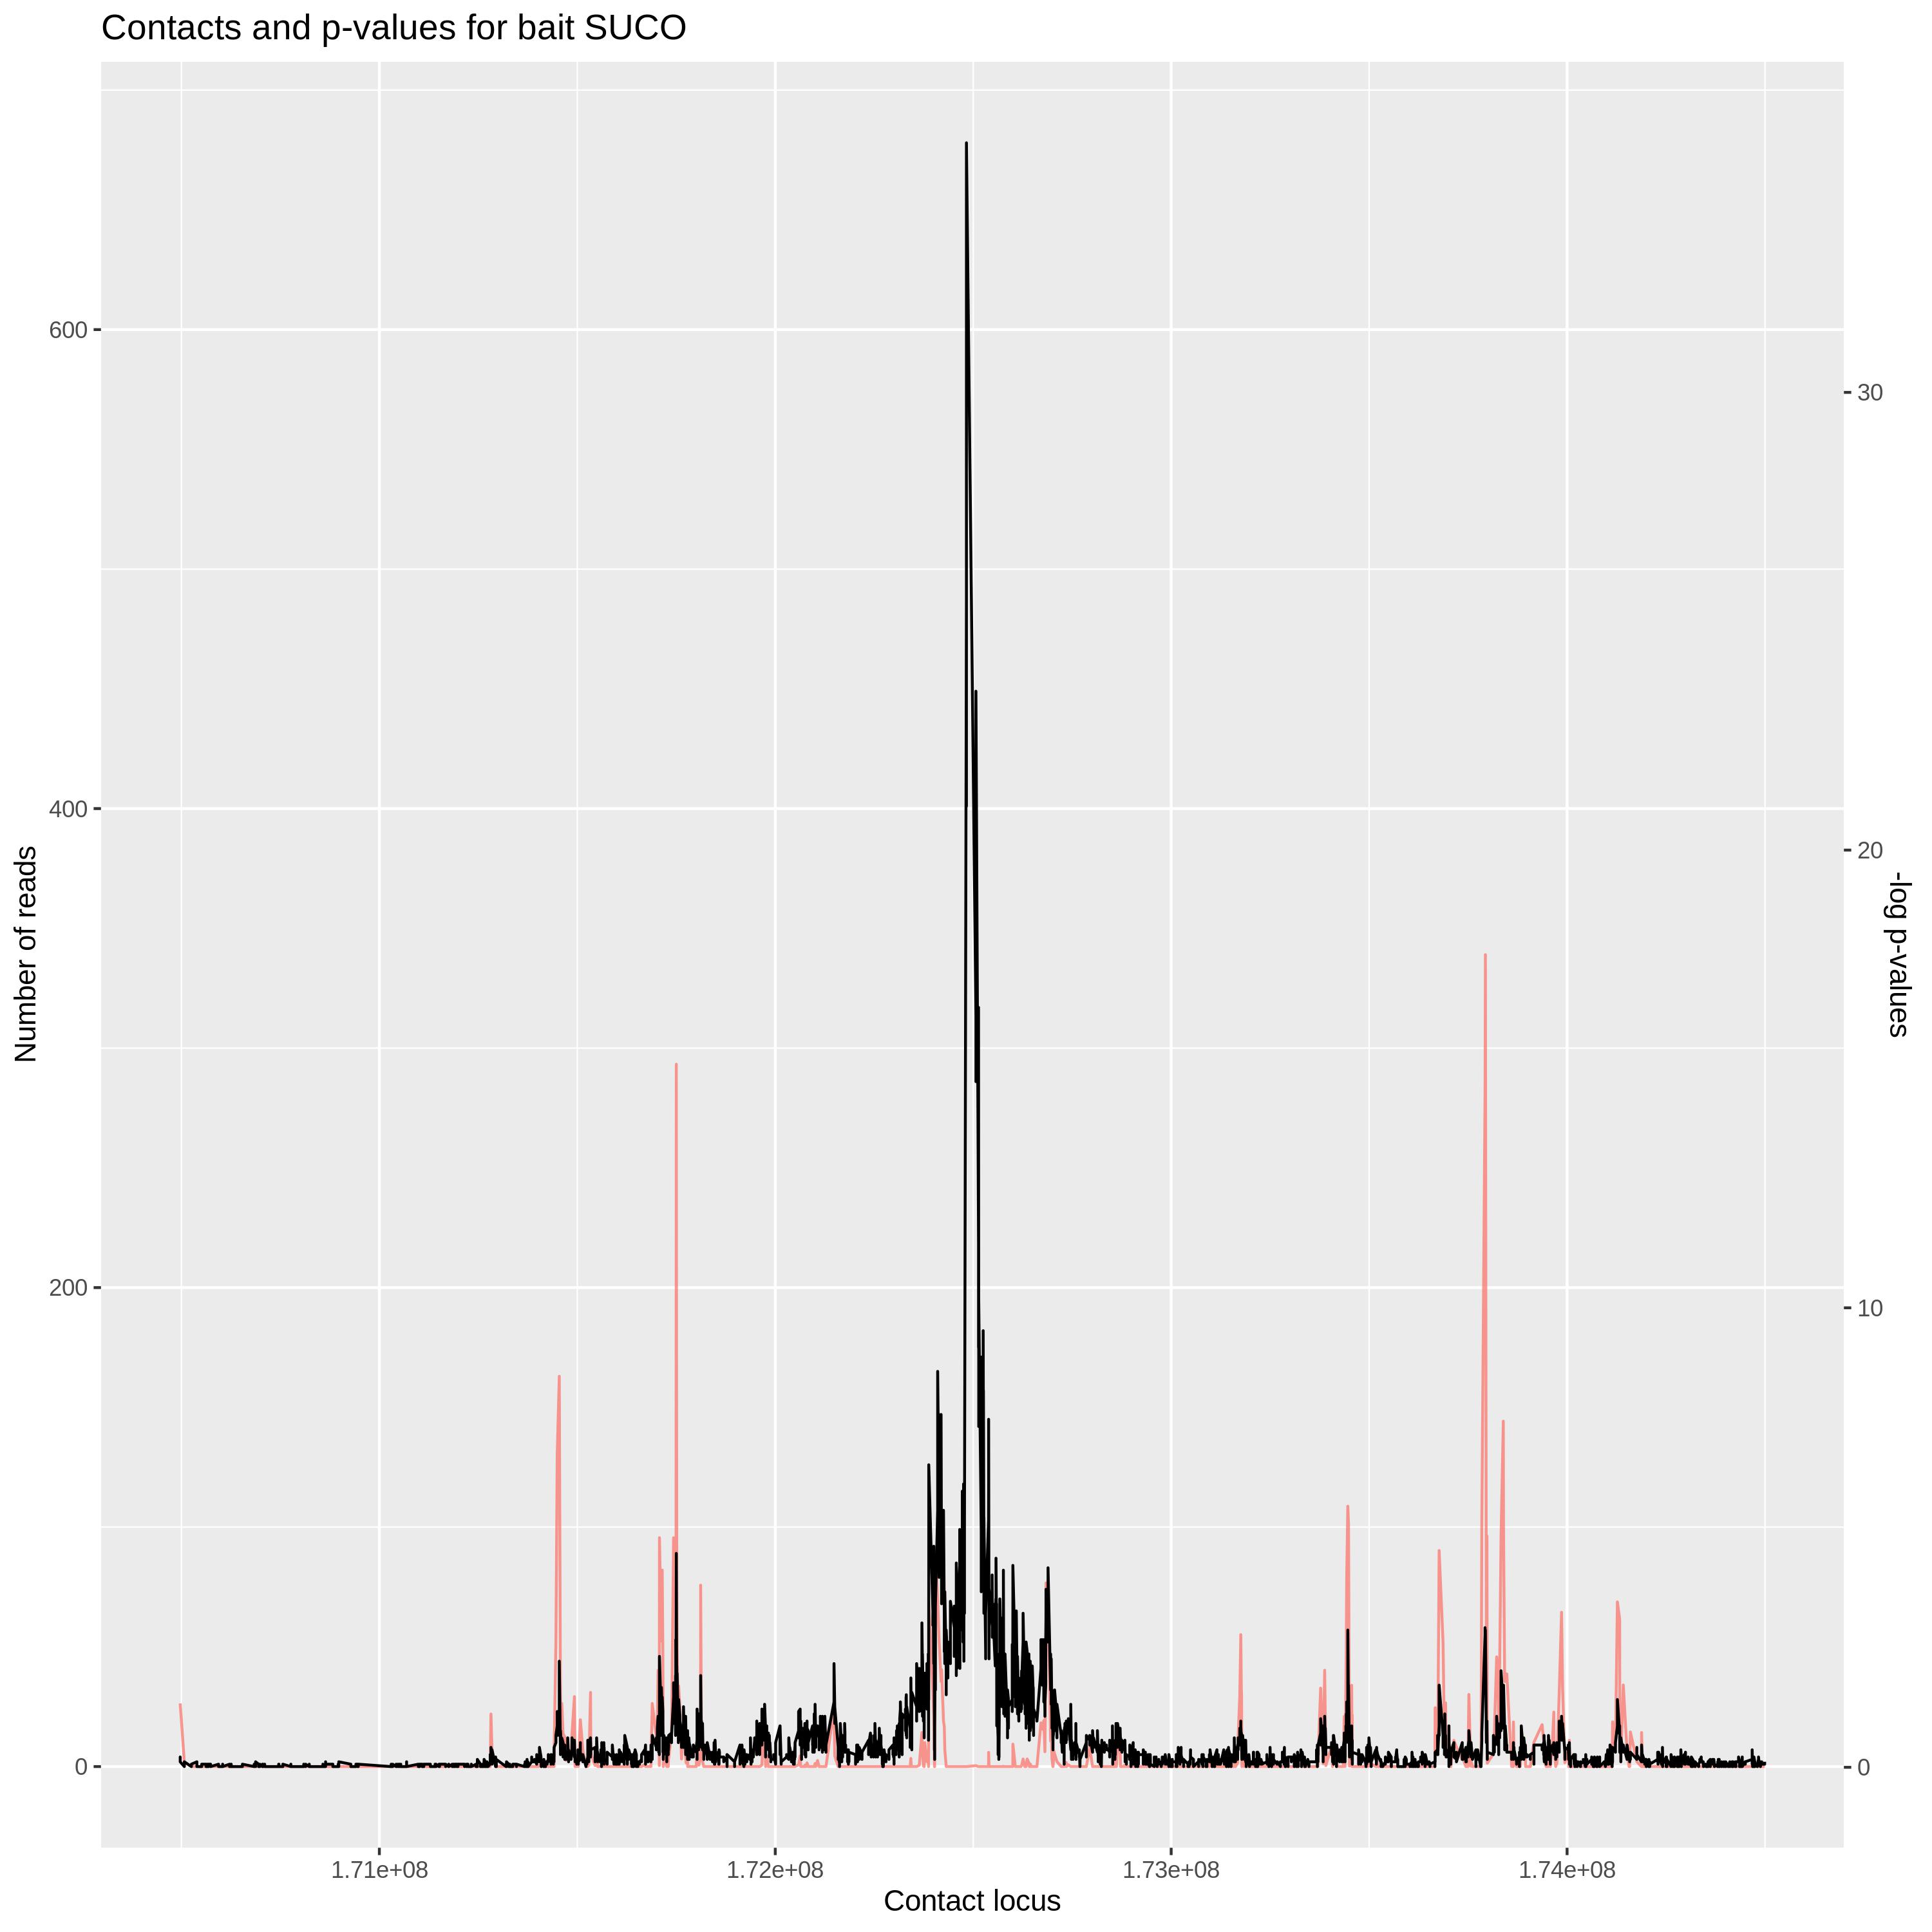 Contacts and p-values for bait SUCO
Number of reads
600
400
200
0
30
20
10
0
-log p-values
1.71e+08
1.72e+08
1.73e+08
1.74e+08
Contact locus